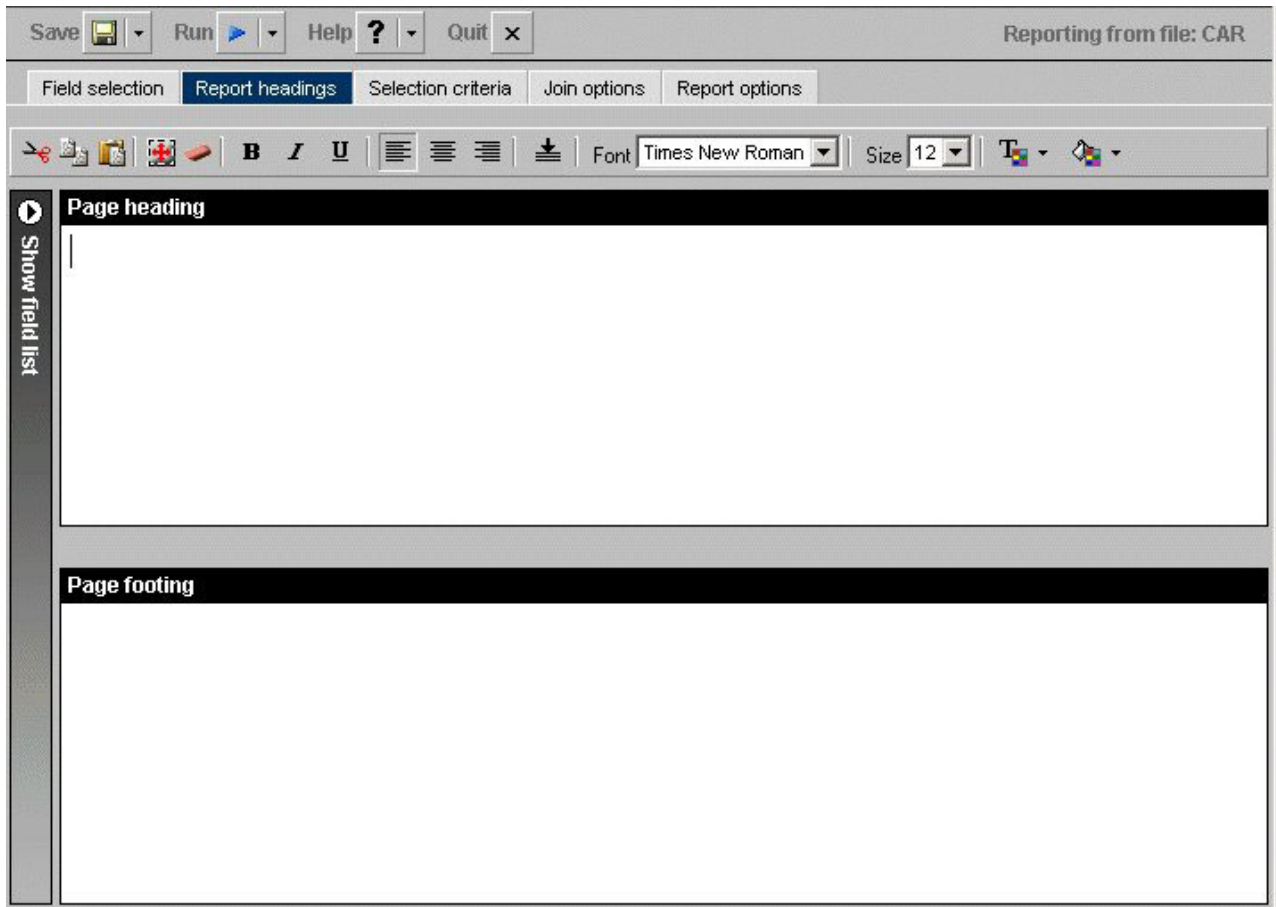 Save Run Help ? Quit × Reporting from file: CAR
Field selection Report headings Selection criteria Join options Report options
B I U Font Times New Roman Size 12 T
Page heading
Show field list
Page footing